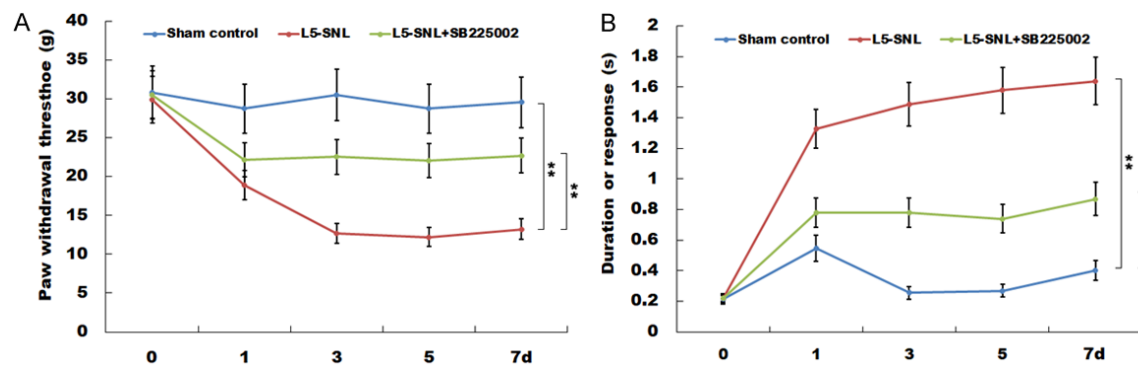 A
Paw withdrawal thresthoe (g)
40
35
30
25
20
15
10
5
0
Sham control L5-SNL L5-SNL+SB225002
**
**
0 1 3 5 7d
B
Duration or response (s)
2
1.8
1.6
1.4
1.2
1
0.8
0.6
0.4
0.2
0
Sham control L5-SNL L5-SNL+SB225002
**
0 1 3 5 7d